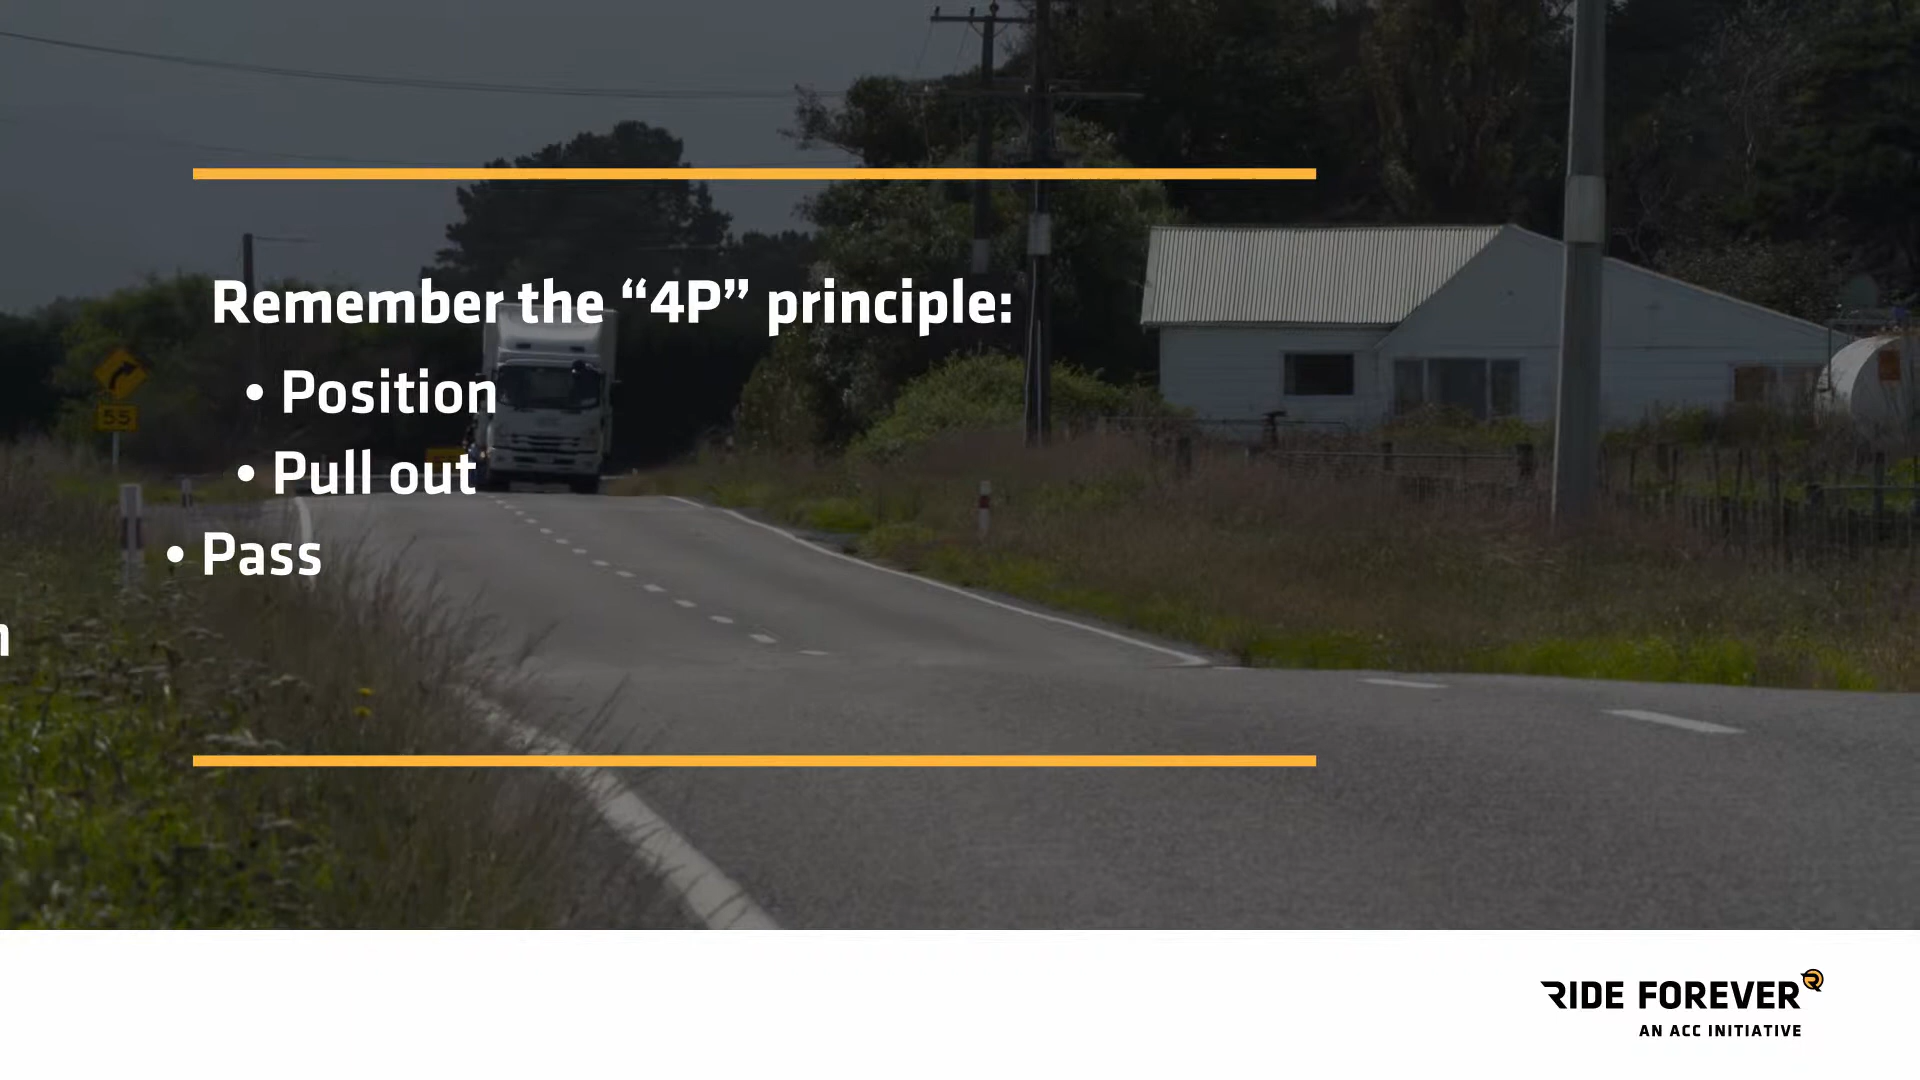 Remember the “4P” principle:
• Position
55
• Pull out
• Pass
n
RIDE FOREVER
AN ACC INITIATIVE